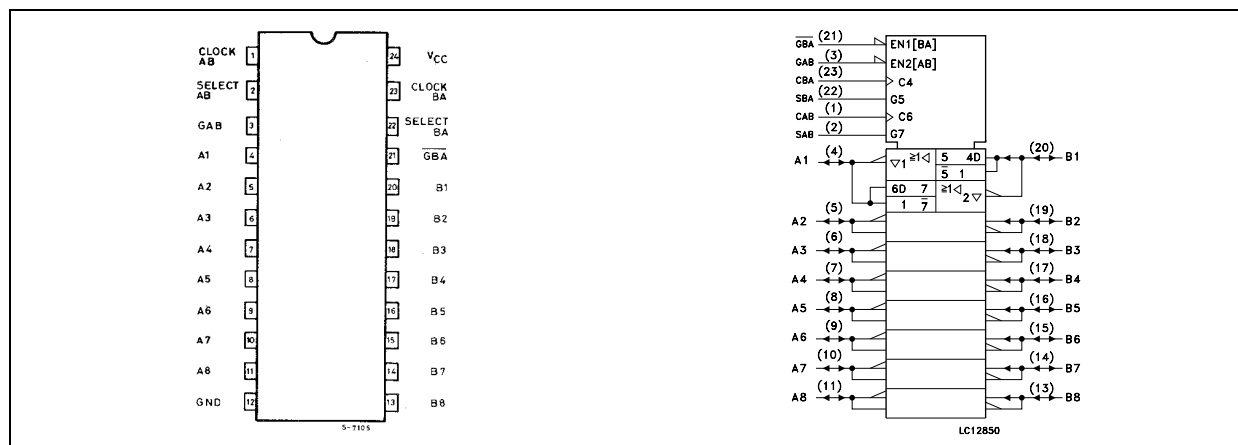 CLOCK
AB 1 24 VCC
SELECT
AB 2 23 CLOCK
BA
GAB 3 22 SELECT
BA
A1 4 21 G̅B̅A̅
A2 5 20 B1
A3 6 19 B2
A4 7 18 B3
A5 8 17 B4
A6 9 16 B5
A7 10 15 B6
A8 11 14 B7
GND 12 13 B8
S-7105
G̅B̅A̅ (21) EN1[BA]
GAB (3) EN2[AB]
CBA (23) C4
SBA (22) G5
CAB (1) C6
SAB (2) G7
A1 (4) ▽1 ≥1◁ 5 4D (20) B1
5̅ 1
6D 7 ≥1◁ 2▽
1 7̅
A2 (5) (19) B2
A3 (6) (18) B3
A4 (7) (17) B4
A5 (8) (16) B5
A6 (9) (15) B6
A7 (10) (14) B7
A8 (11) (13) B8
LC12850